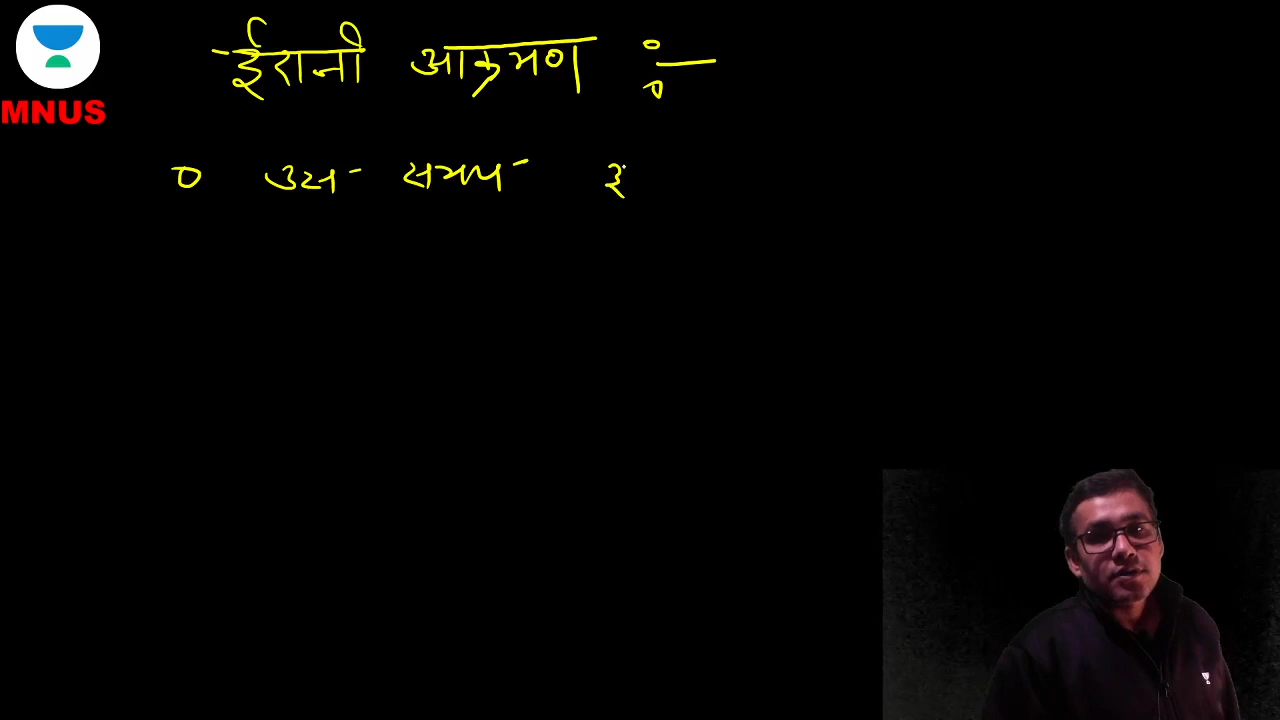 MNUS
ईरानी आक्रमण :-
० उस समय इ